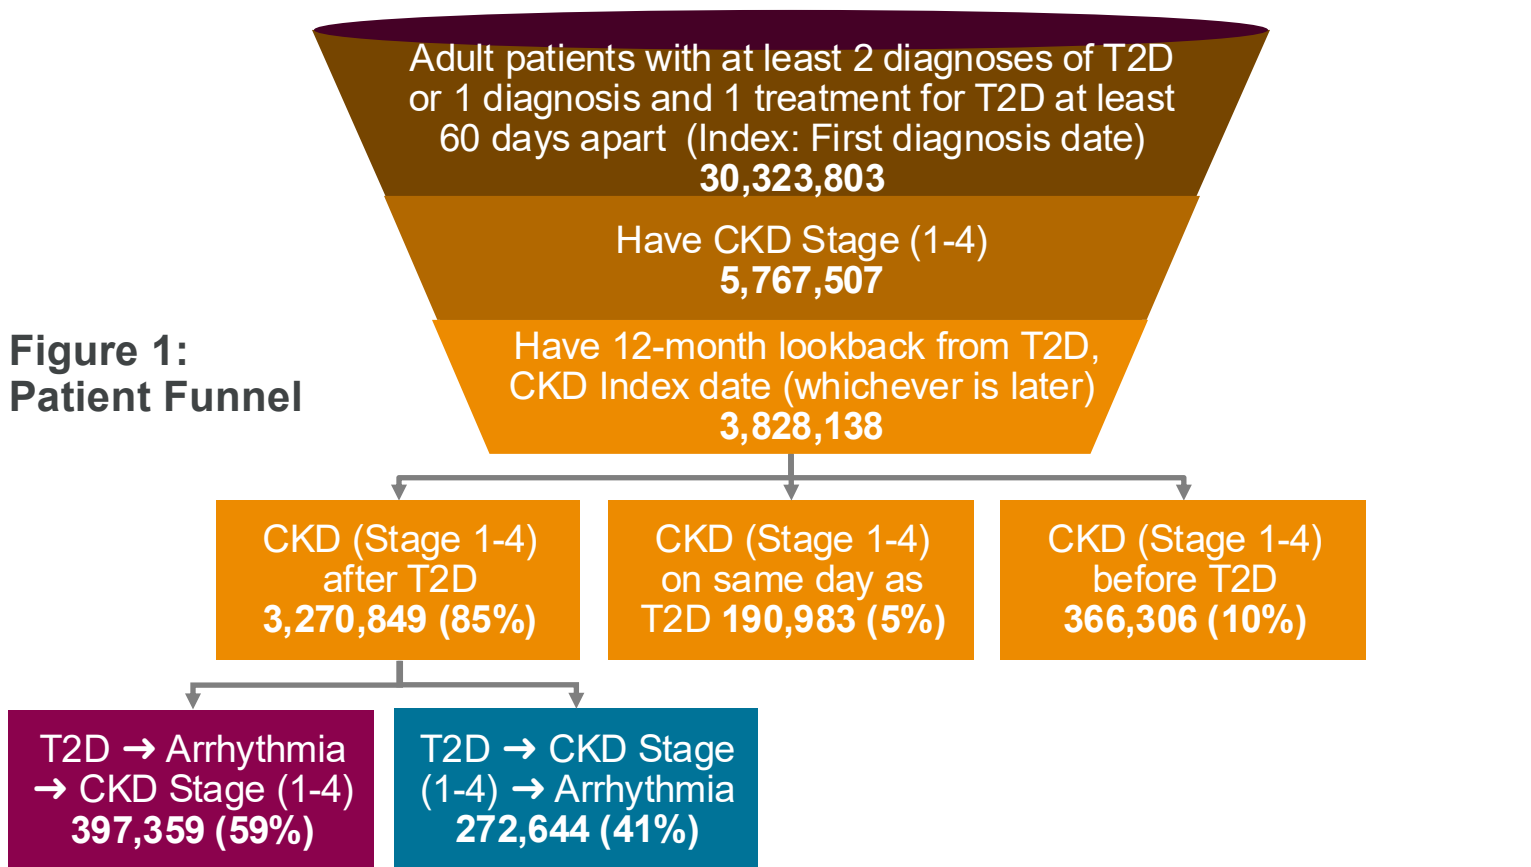 Adult patients with at least 2 diagnoses of T2D
or 1 diagnosis and 1 treatment for T2D at least
60 days apart  (Index: First diagnosis date)
30,323,803
Have CKD Stage (1-4)
5,767,507
Figure 1:
Patient Funnel
Have 12-month lookback from T2D,
CKD Index date (whichever is later)
3,828,138
CKD (Stage 1-4)
after T2D
3,270,849 (85%)
CKD (Stage 1-4)
on same day as
T2D 190,983 (5%)
CKD (Stage 1-4)
before T2D
366,306 (10%)
T2D ➜ Arrhythmia
➜ CKD Stage (1-4)
397,359 (59%)
T2D ➜ CKD Stage
(1-4) ➜ Arrhythmia
272,644 (41%)